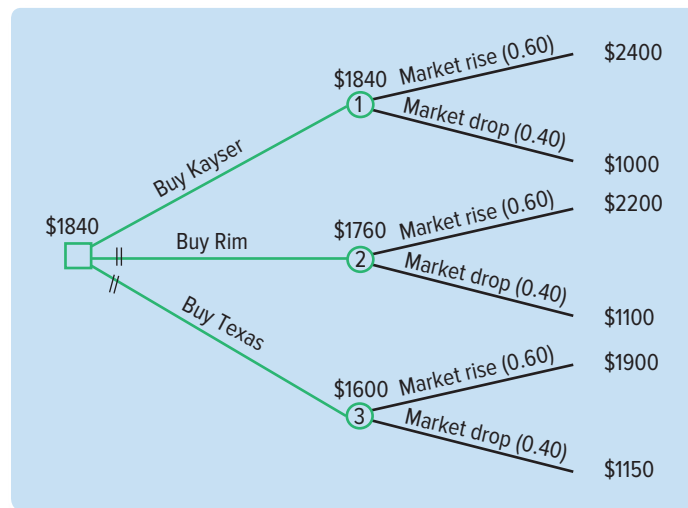 $1840
Buy Kayser
$1840
1
Market rise (0.60)
$2400
Market drop (0.40)
$1000
Buy Rim
$1760
2
Market rise (0.60)
$2200
Market drop (0.40)
$1100
Buy Texas
$1600
3
Market rise (0.60)
$1900
Market drop (0.40)
$1150